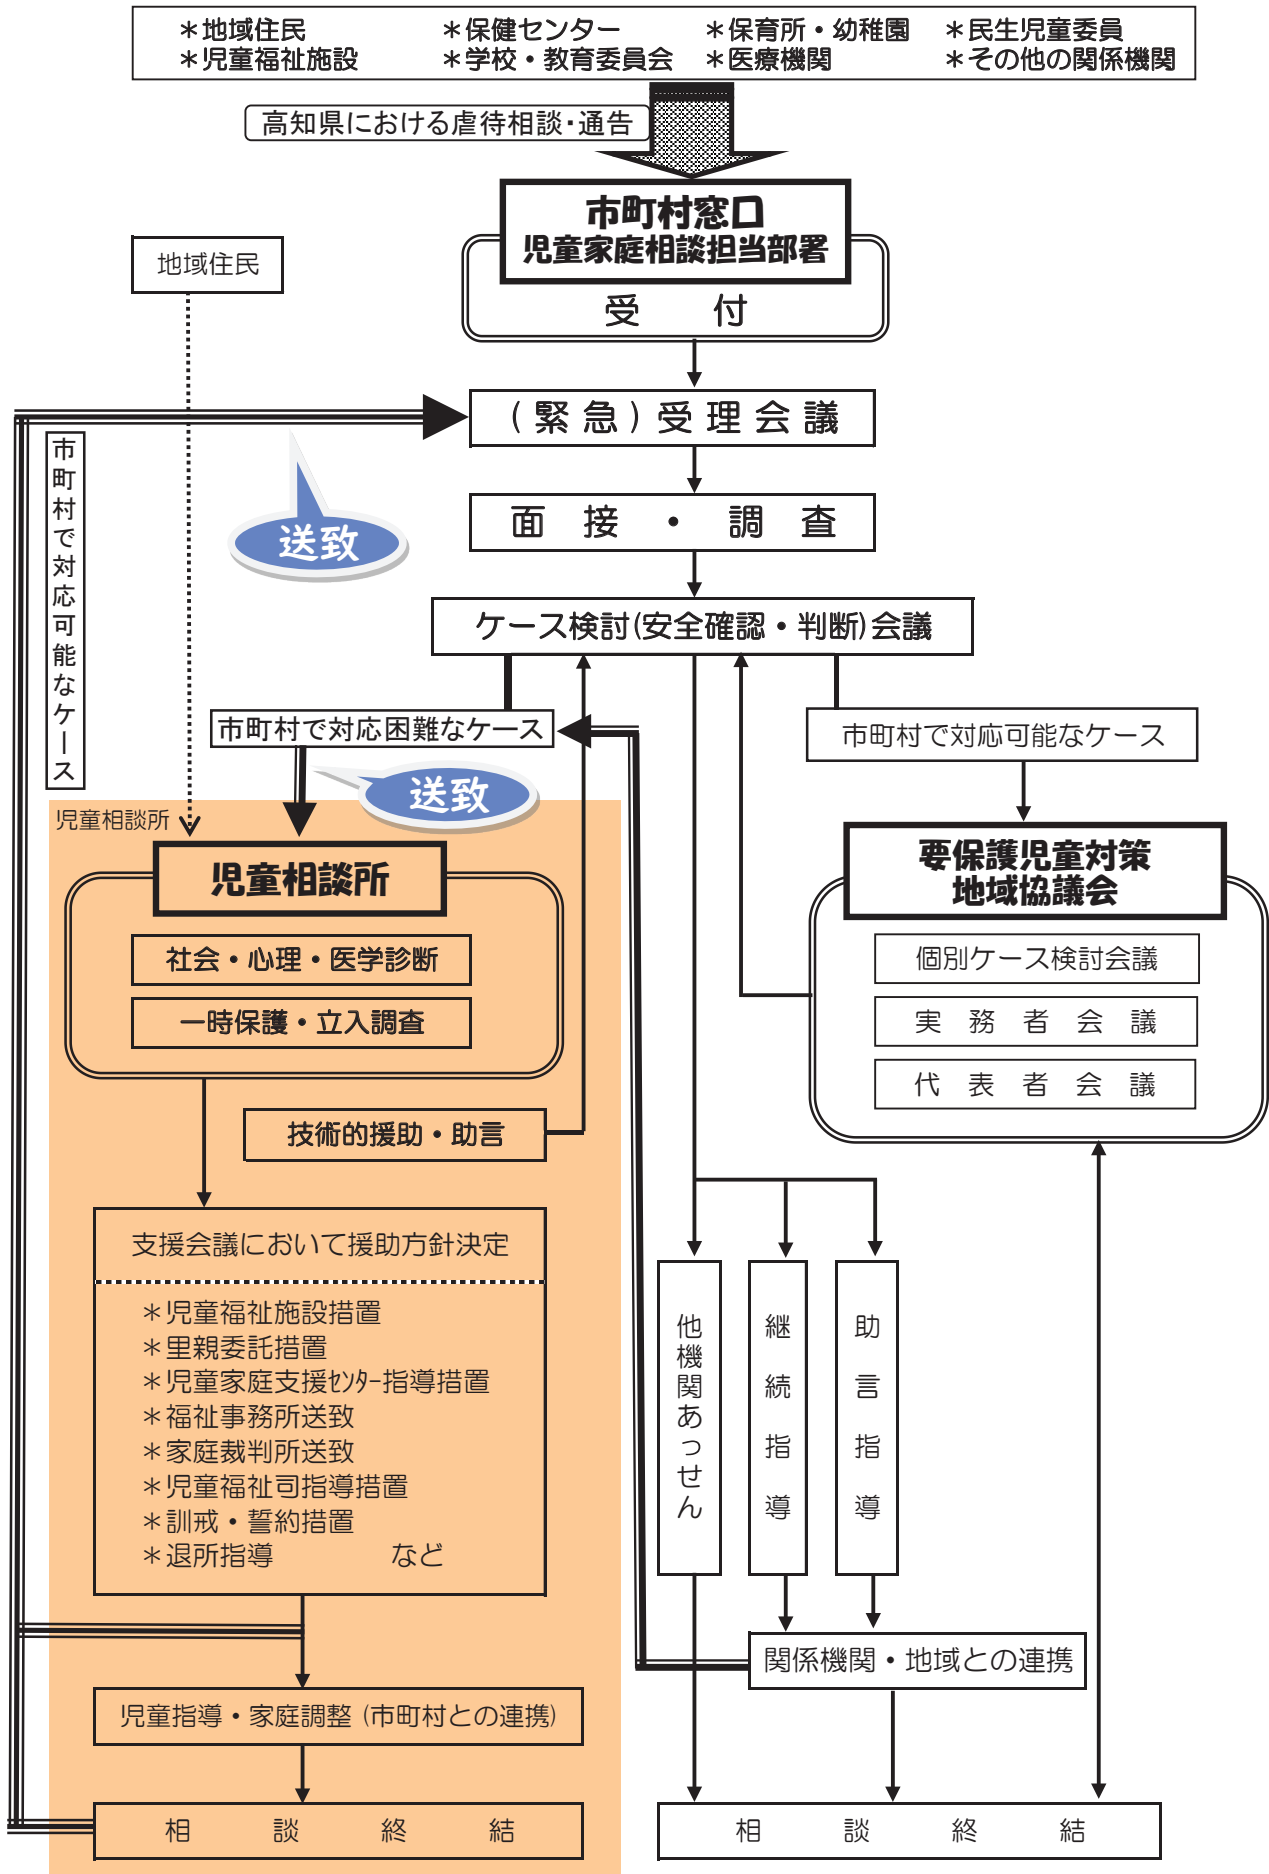 ＊地域住民　＊保健センター　＊保育所・幼稚園　＊民生児童委員
＊児童福祉施設　＊学校・教育委員会　＊医療機関　＊その他の関係機関
高知県における虐待相談・通告
市町村窓口
児童家庭相談担当部署
受　付
地域住民
(緊急)受理会議
市町村で対応可能なケース
送致
面接・調査
ケース検討(安全確認・判断)会議
市町村で対応困難なケース
市町村で対応可能なケース
送致
児童相談所
児童相談所
社会・心理・医学診断
一時保護・立入調査
技術的援助・助言
要保護児童対策
地域協議会
個別ケース検討会議
実務者会議
代表者会議
支援会議において援助方針決定
＊児童福祉施設措置
＊里親委託措置
＊児童家庭支援ｾﾝﾀｰ指導措置
＊福祉事務所送致
＊家庭裁判所送致
＊児童福祉司指導措置
＊訓戒・誓約措置
＊退所指導　など
他機関あっせん
継続指導
助言指導
関係機関・地域との連携
児童指導・家庭調整(市町村との連携)
相談終結
相談終結